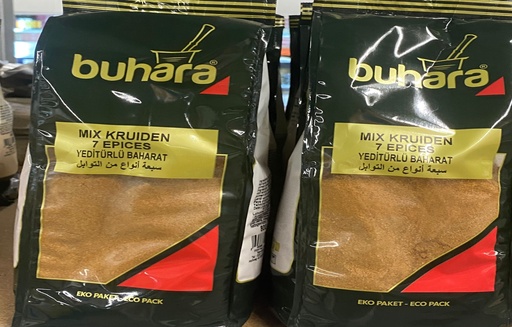 buhara®
MIX KRUIDEN
7 EPICES
YEDİTÜRLÜ BAHARAT
سبعة أنواع من التوابل
EKO PAKET - ECO PACK
buhara®
MIX KRUIDEN
7 EPICES
YEDİTÜRLÜ BAHARAT
سبعة أنواع من التوابل
EKO PAKET - ECO PACK